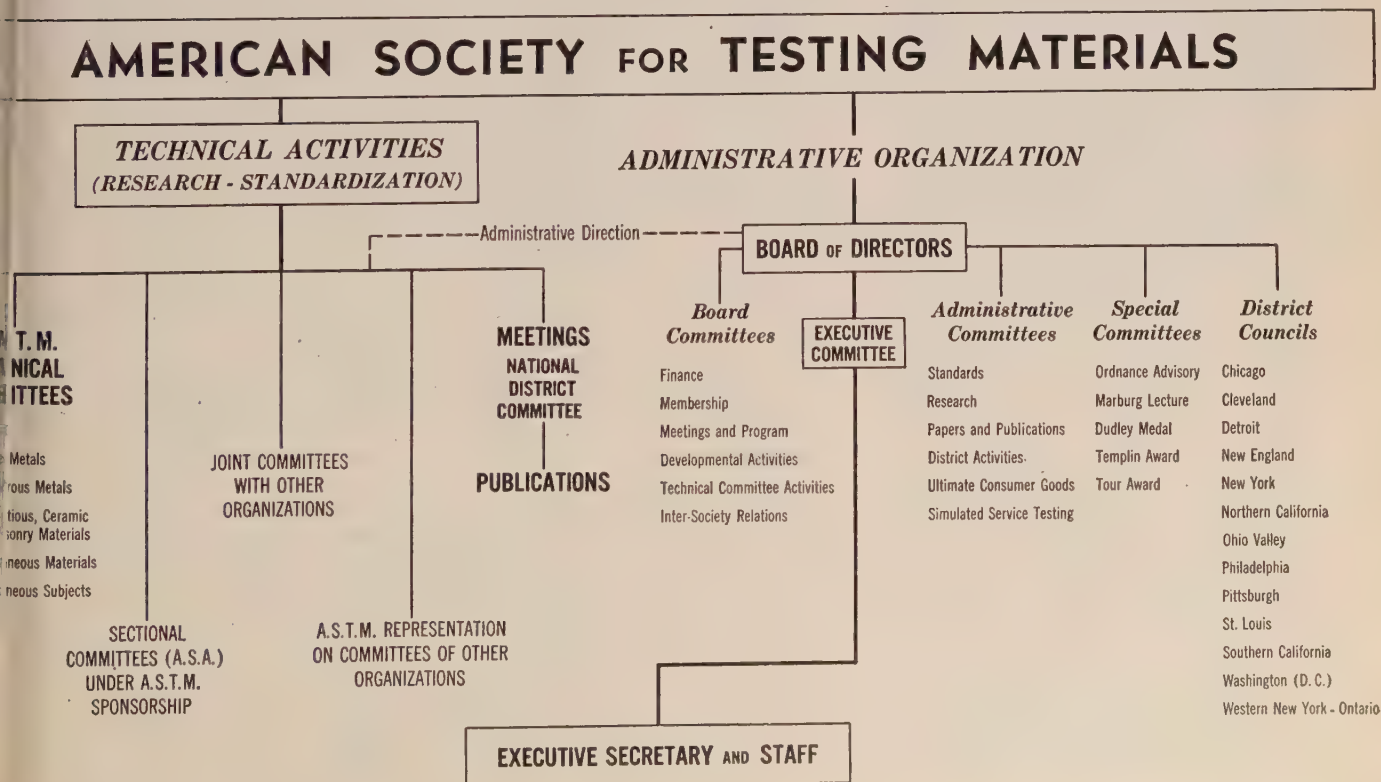 AMERICAN SOCIETY FOR TESTING MATERIALS
TECHNICAL ACTIVITIES
(RESEARCH - STANDARDIZATION)
ADMINISTRATIVE ORGANIZATION
Administrative Direction
BOARD OF DIRECTORS
T. M.
NICAL
ITTEES
Metals
rous Metals
tious, Ceramic
sonry Materials
neous Materials
neous Subjects
SECTIONAL
COMMITTEES (A.S.A.)
UNDER A.S.T.M.
SPONSORSHIP
JOINT COMMITTEES
WITH OTHER
ORGANIZATIONS
A.S.T.M. REPRESENTATION
ON COMMITTEES OF OTHER
ORGANIZATIONS
MEETINGS
NATIONAL
DISTRICT
COMMITTEE
PUBLICATIONS
Board
Committees
Finance
Membership
Meetings and Program
Developmental Activities
Technical Committee Activities
Inter-Society Relations
EXECUTIVE
COMMITTEE
Administrative
Committees
Standards
Research
Papers and Publications
District Activities
Ultimate Consumer Goods
Simulated Service Testing
Special
Committees
Ordnance Advisory
Marburg Lecture
Dudley Medal
Templin Award
Tour Award
District
Councils
Chicago
Cleveland
Detroit
New England
New York
Northern California
Ohio Valley
Philadelphia
Pittsburgh
St. Louis
Southern California
Washington (D. C.)
Western New York - Ontario
EXECUTIVE SECRETARY AND STAFF